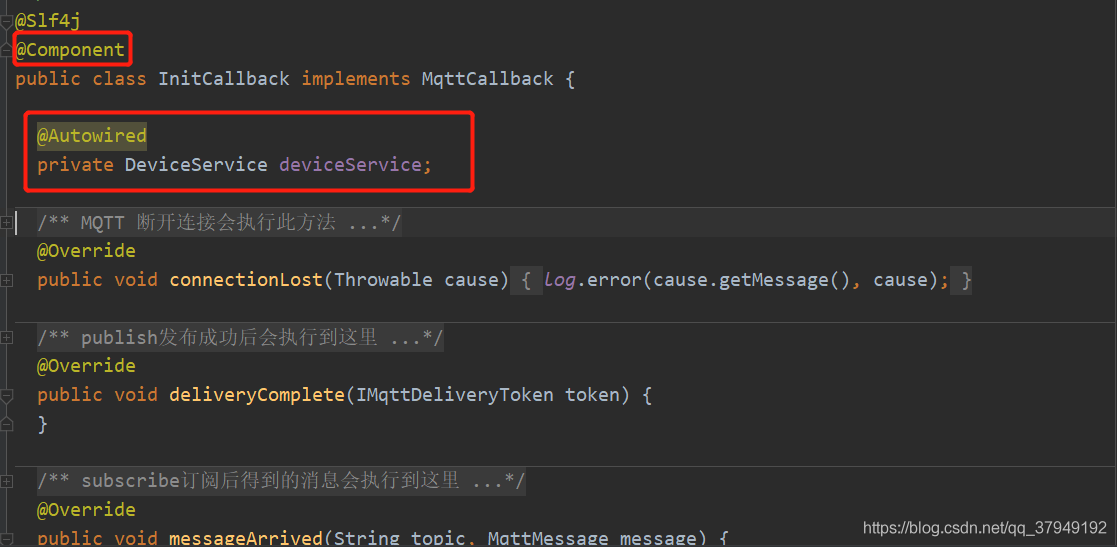 @Slf4j
@Component
public class InitCallback implements MqttCallback {
@Autowired
private DeviceService deviceService;
/** MQTT 断开连接会执行此方法 ...*/
@Override
public void connectionLost(Throwable cause) { log.error(cause.getMessage(), cause); }
/** publish发布成功后会执行到这里 ...*/
@Override
public void deliveryComplete(IMqttDeliveryToken token) {
}
/** subscribe订阅后得到的消息会执行到这里 ...*/
@Override
public void messageArrived(String topic, MqttMessage message) {
https://blog.csdn.net/qq_37949192